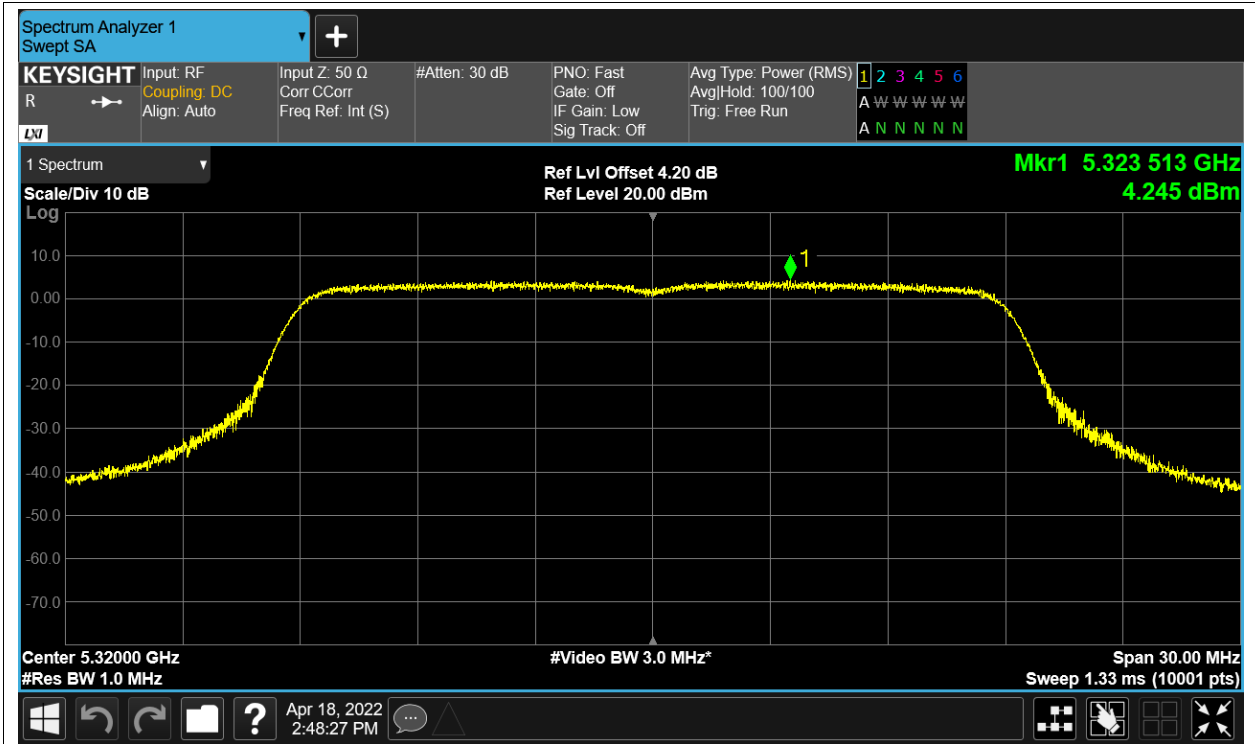 Spectrum Analyzer 1
Swept SA
KEYSIGHT
R
LXI
Input: RF
Coupling: DC
Align: Auto
Input Z: 50 Ω
Corr CCorr
Freq Ref: Int (S)
#Atten: 30 dB
PNO: Fast
Gate: Off
IF Gain: Low
Sig Track: Off
Avg Type: Power (RMS)
Avg|Hold: 100/100
Trig: Free Run
1 2 3 4 5 6
A W W W W W
A N N N N N
1 Spectrum
Scale/Div 10 dB
Log
Ref Lvl Offset 4.20 dB
Ref Level 20.00 dBm
Mkr1 5.323 513 GHz
4.245 dBm
1
10.0
0.00
-10.0
-20.0
-30.0
-40.0
-50.0
-60.0
-70.0
Center 5.32000 GHz
#Res BW 1.0 MHz
#Video BW 3.0 MHz*
Span 30.00 MHz
Sweep 1.33 ms (10001 pts)
?
Apr 18, 2022
2:48:27 PM